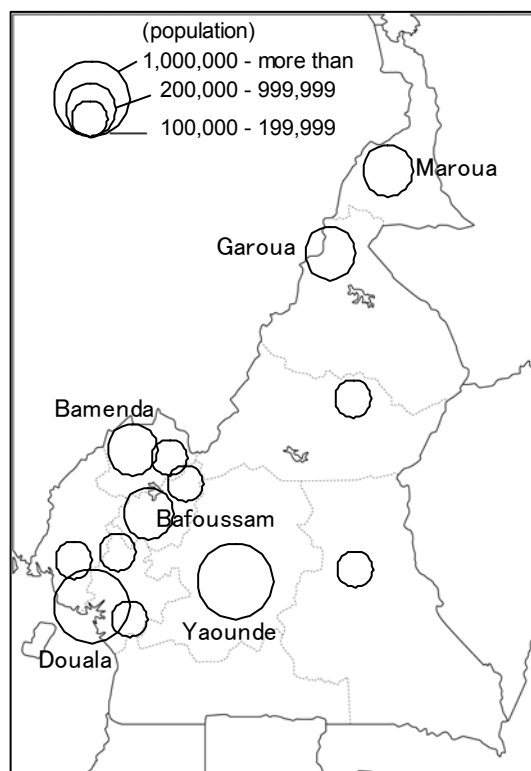 (population)
1,000,000 - more than
200,000 - 999,999
100,000 - 199,999
Maroua
Garoua
Bamenda
Bafoussam
Yaounde
Douala